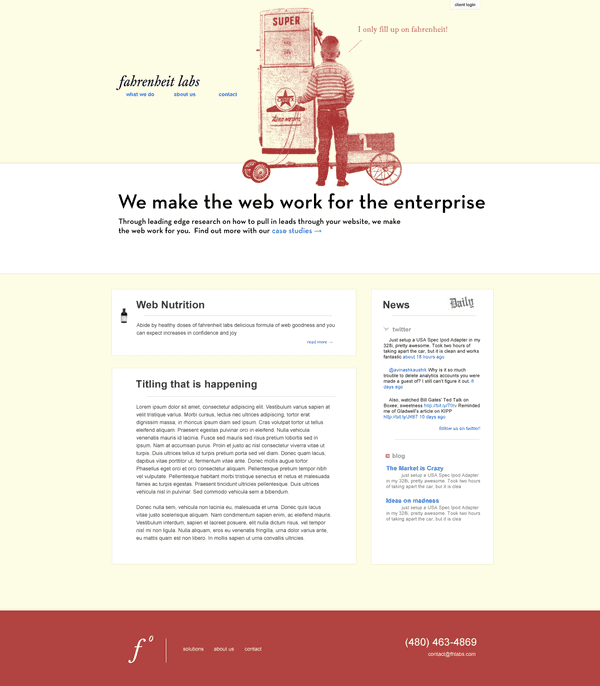 client login
SUPER
I only fill up on fahrenheit!
fahrenheit labs
what we do about us contact
We make the web work for the enterprise
Through leading edge research on how to pull in leads through your website, we make
the web work for you. Find out more with our case studies →
Web Nutrition
Abide by healthy doses of fahrenheit labs delicious formula of web goodness and you
can expect increases in confidence and joy
read more →
Titling that is happening
Lorem ipsum dolor sit amet, consectetur adipiscing elit. Vestibulum varius sapien at
velit tristique varius. Morbi cursus, lectus nec dictum sagittis, mauris nisl tempor, tortor erat
dignissim massa, in rhoncus ipsum diam sed ipsum. Cras volutpat tortor ut tellus
eleifend aliquam. Praesent egestas pulvinar orci in eleifend. Nulla vehicula
venenatis mauris id lacinia. Fusce sed mauris sed risus pretium lobortis sed in
ipsum. Nam at accumsan purus. Proin et justo ac nisl consectetur viverra vitae ut
turpis. Duis ultrices tellus id turpis pretium porta sed vel diam. Donec quam lacus,
dapibus vitae porttitor ut, fermentum vitae ante. Donec mollis augue tortor.
Phasellus eget orci et orci consectetur aliquam. Pellentesque pretium tempor nibh
vel vulputate. Pellentesque habitant morbi tristique senectus et netus et malesuada
fames ac turpis egestas. Praesent tincidunt ultricies pellentesque. Duis ultrices
vehicula nisl in pulvinar. Sed commodo vehicula sem a bibendum.
Donec nulla sem, vehicula non lacinia eu, malesuada et urna. Donec quis lacus
vitae justo scelerisque aliquam. Nam condimentum sapien enim, ac eleifend mauris.
Vestibulum interdum, sapien et laoreet posuere, elit nulla dictum risus, vel tempor
nisl mi non ligula. Nulla aliquam, eros eu venenatis fringilla, urna dolor varius ante,
eu mattis quam est non libero. In mollis sapien ut urna convallis ultricies
News Daily
twitter
Just setup a USA Spec Ipod Adapter in my
328i, pretty awesome. Took two hours of
taking apart the car, but it is clean and works
fantastic about 18 hours ago
@avinashkaushik Why is it so much
trouble to delete analytics accounts you were
made a guest of? I still can't figure it out. 6
days ago
Also, watched Bill Gates' Ted Talk on
Boxee, sweetness Reminded me
of Gladwell's article on KIPP
10 days ago
follow us on twitter!
blog
The Market is Crazy
just setup a USA Spec Ipod Adapter
in my 328i, pretty awesome. Took two hours of
taking apart the car, but it is clea
Ideas on madness
just setup a USA Spec Ipod Adapter
in my 328i, pretty awesome. Took two hours of
taking apart the car, but it is clea
f°
solutions about us contact
(480) 463-4869
contact@fhlabs.com